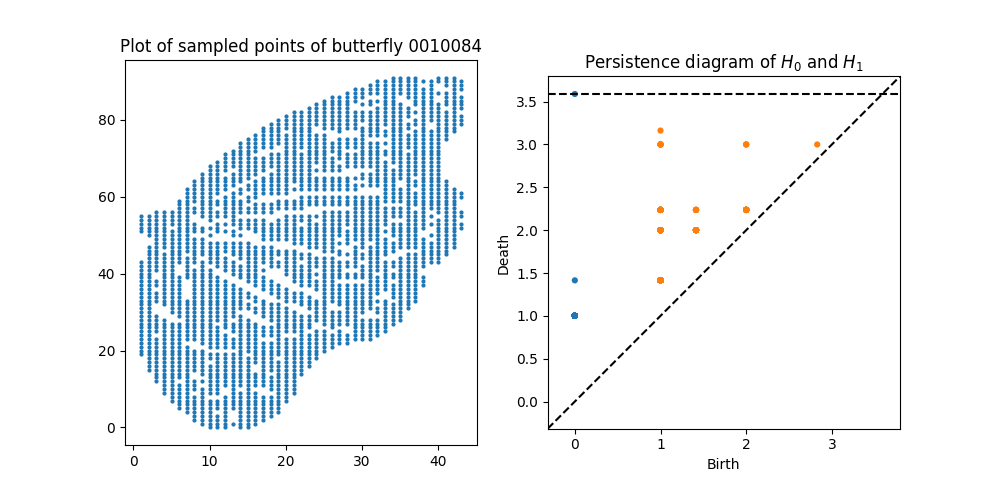 Plot of sampled points of butterfly 0010084
80
60
40
20
0
0 10 20 30 40
Persistence diagram of $H_0$ and $H_1$
Death
3.5
3.0
2.5
2.0
1.5
1.0
0.5
0.0
0 1 2 3
Birth